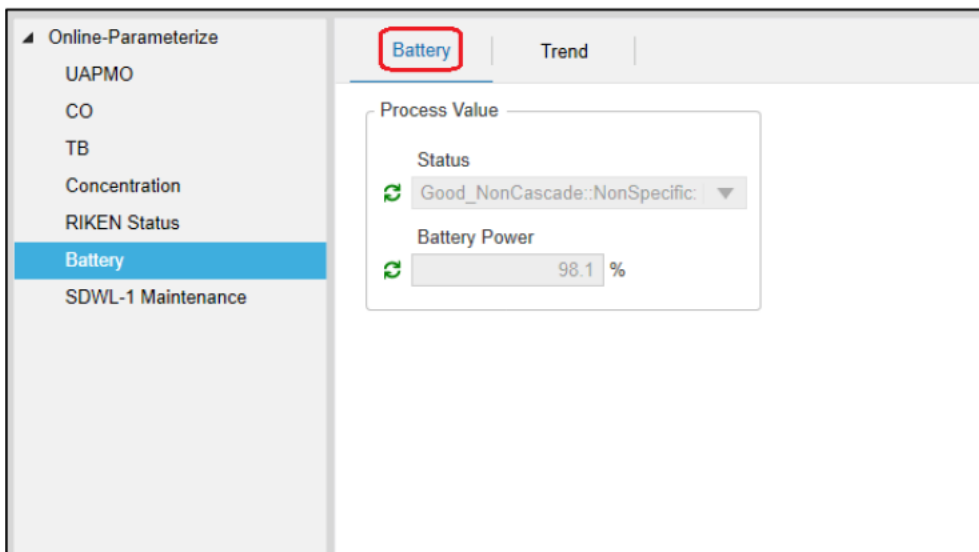 Online-Parameterize
UAPMO
CO
TB
Concentration
RIKEN Status
Battery
SDWL-1 Maintenance
Battery
Trend
Process Value
Status
Good_NonCascade::NonSpecific:
Battery Power
98.1 %